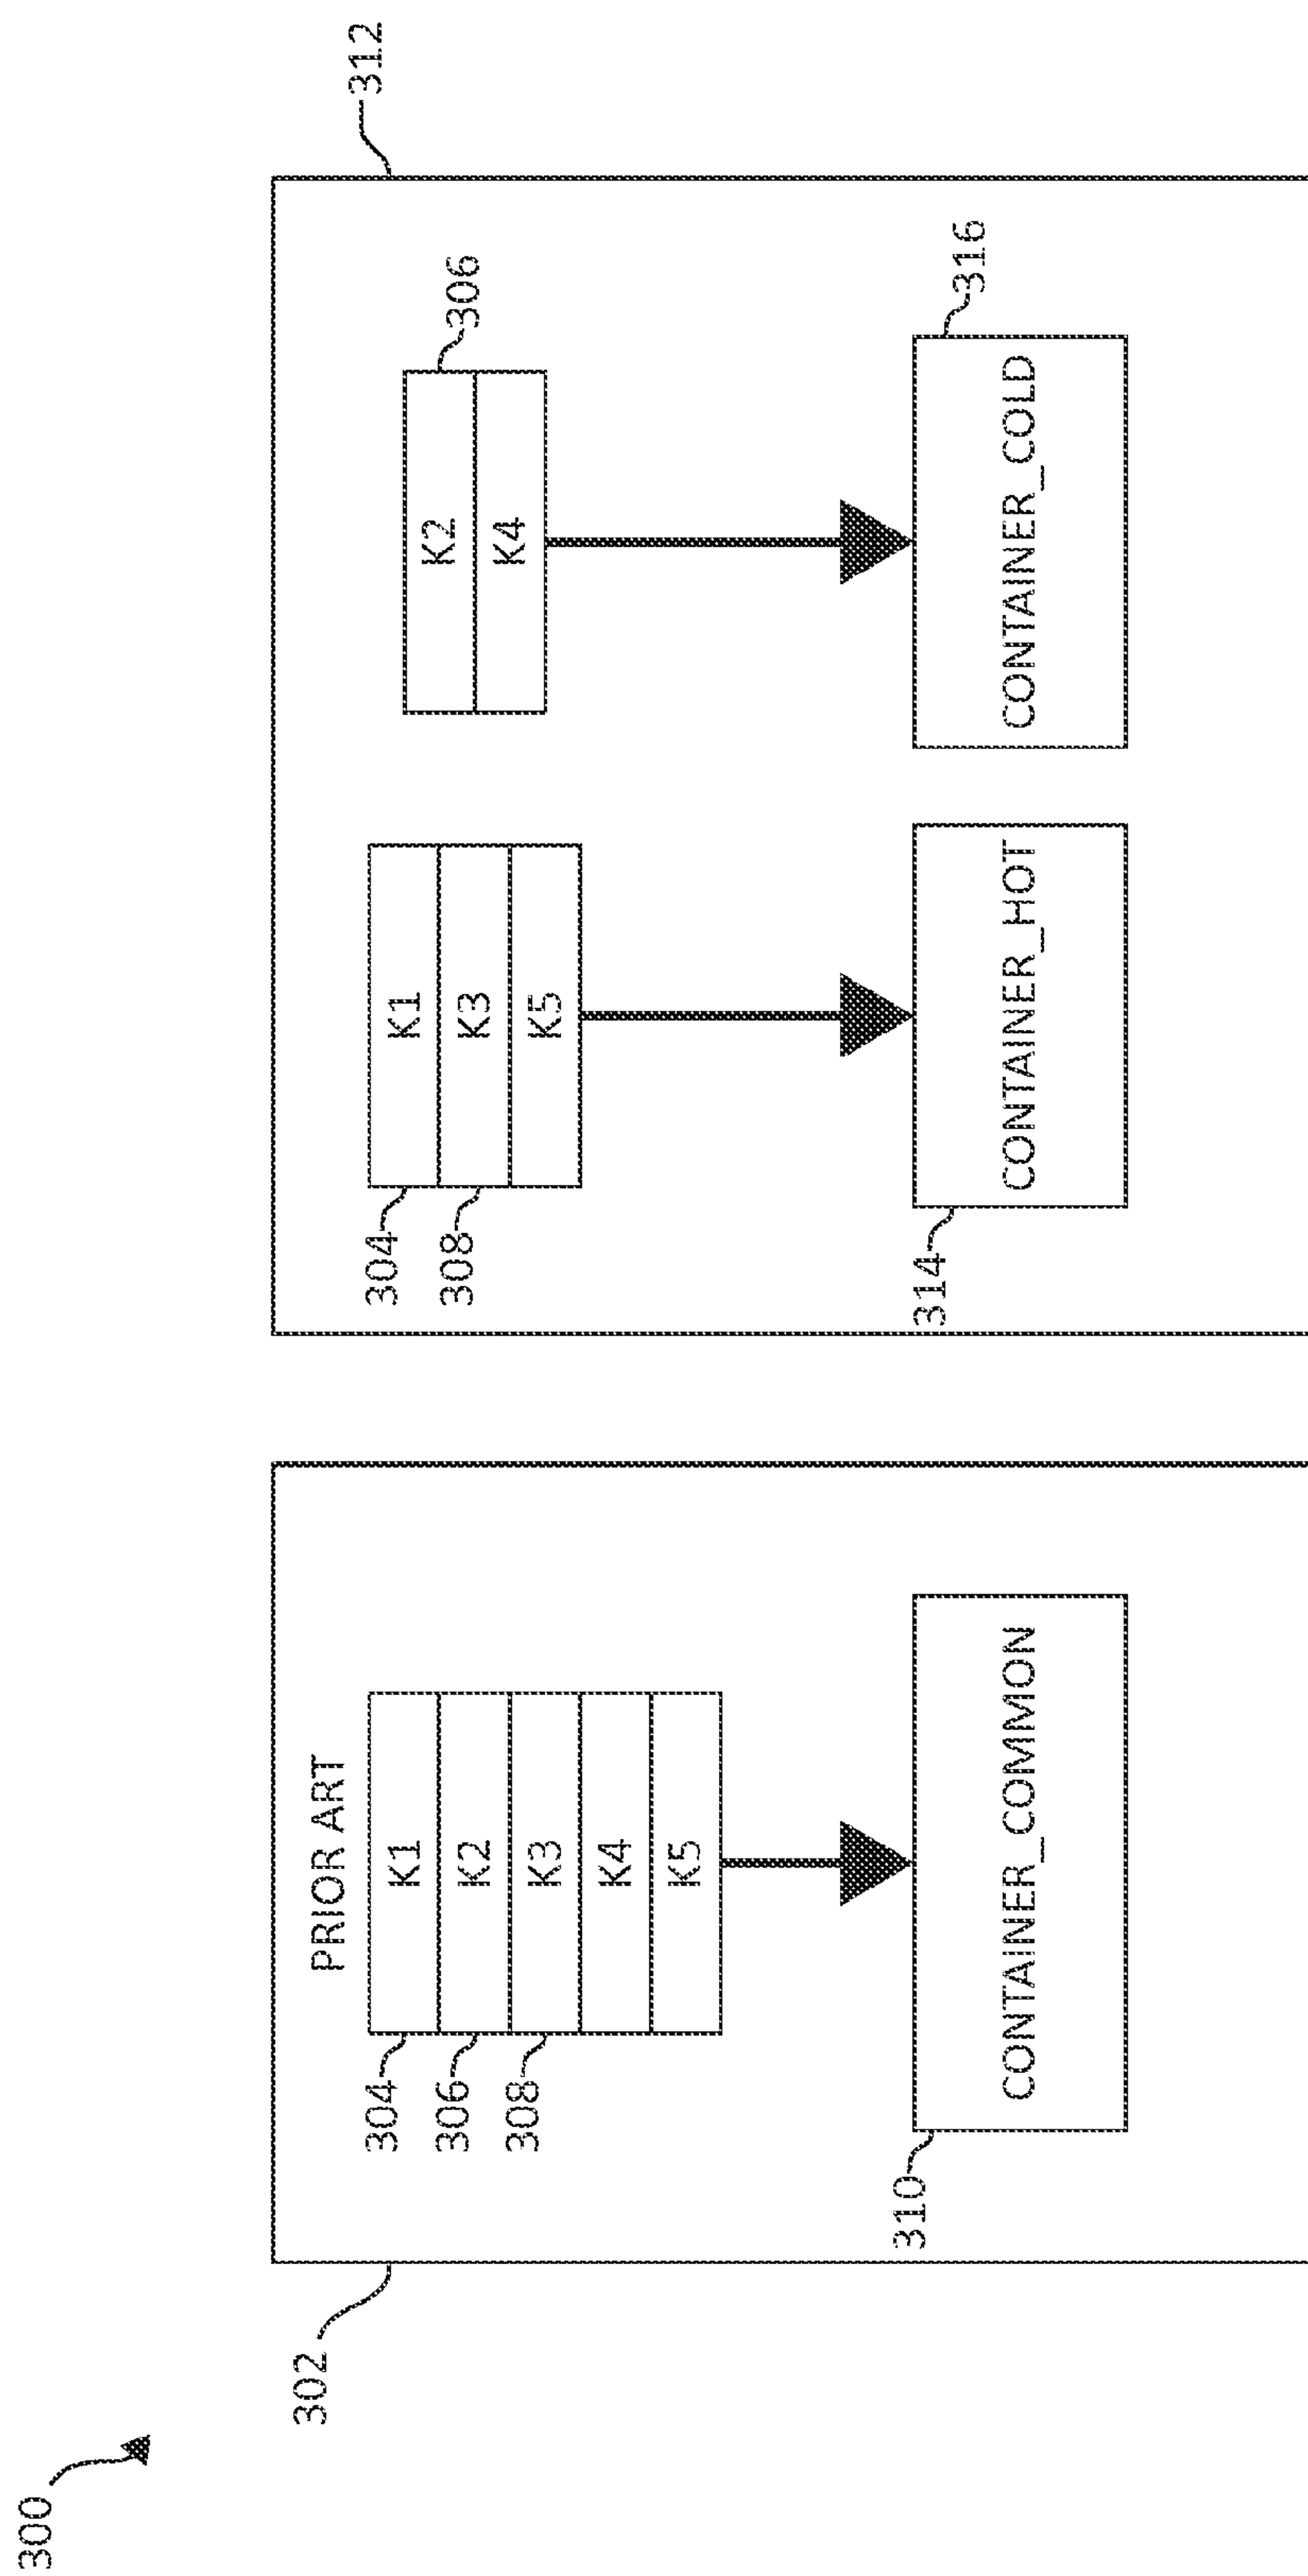 300
302
PRIOR ART
304
K1
306
K2
308
K3
K4
K5
310
CONTAINER_COMMON
312
304
K1
308
K3
K5
K2
306
K4
314
CONTAINER_HOT
CONTAINER_COLD
316